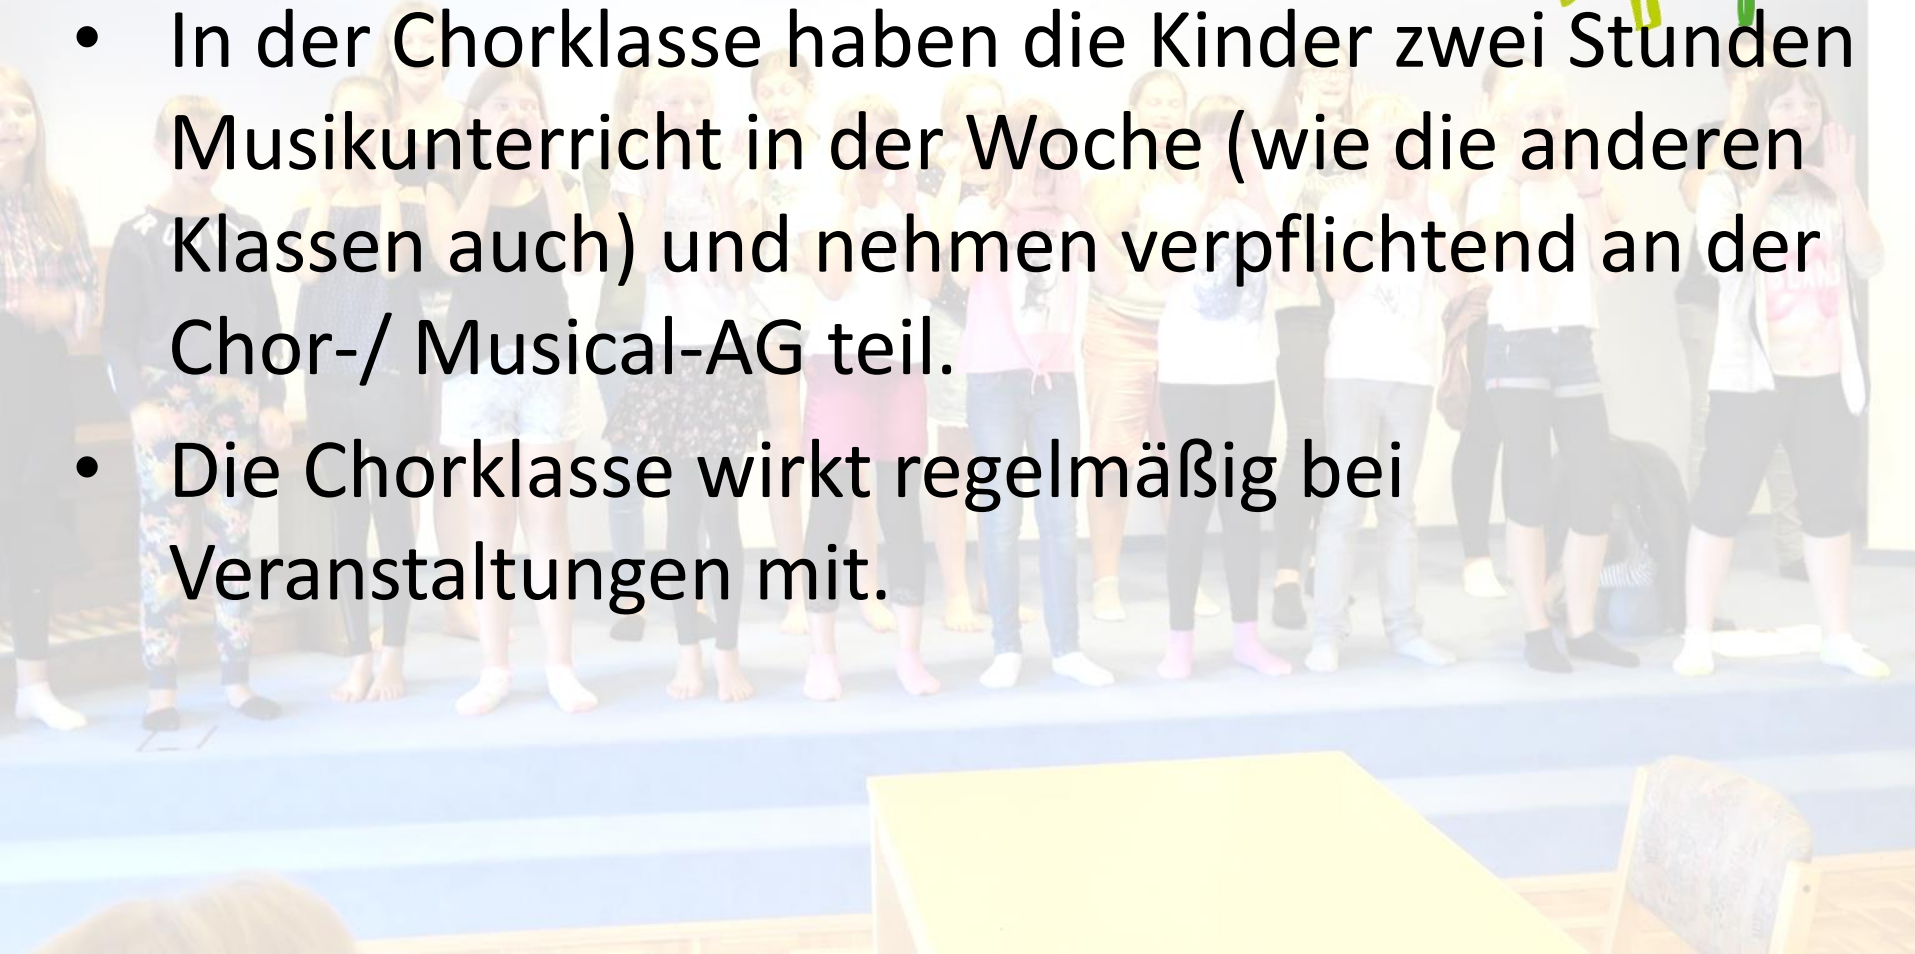 • In der Chorklasse haben die Kinder zwei Stunden
Musikunterricht in der Woche (wie die anderen
Klassen auch) und nehmen verpflichtend an der
Chor-/ Musical-AG teil.
• Die Chorklasse wirkt regelmäßig bei
Veranstaltungen mit.